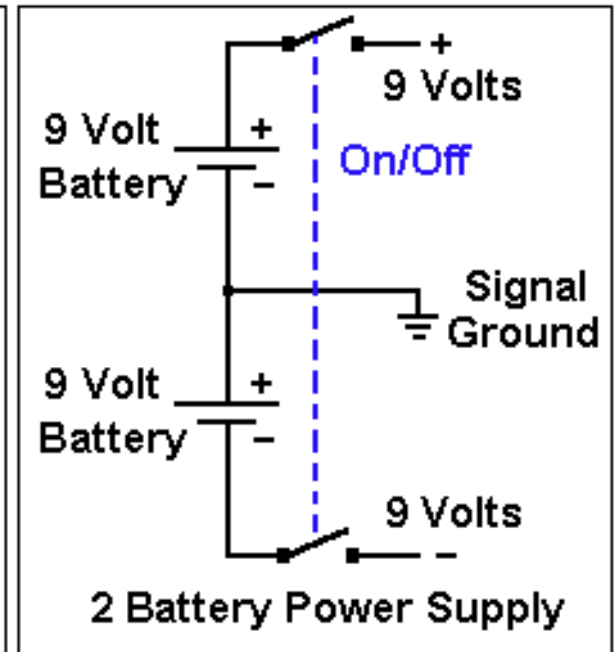 +
9 Volts
9 Volt
Battery
+
−
On/Off
Signal
Ground
9 Volt
Battery
+
−
9 Volts
−
2 Battery Power Supply